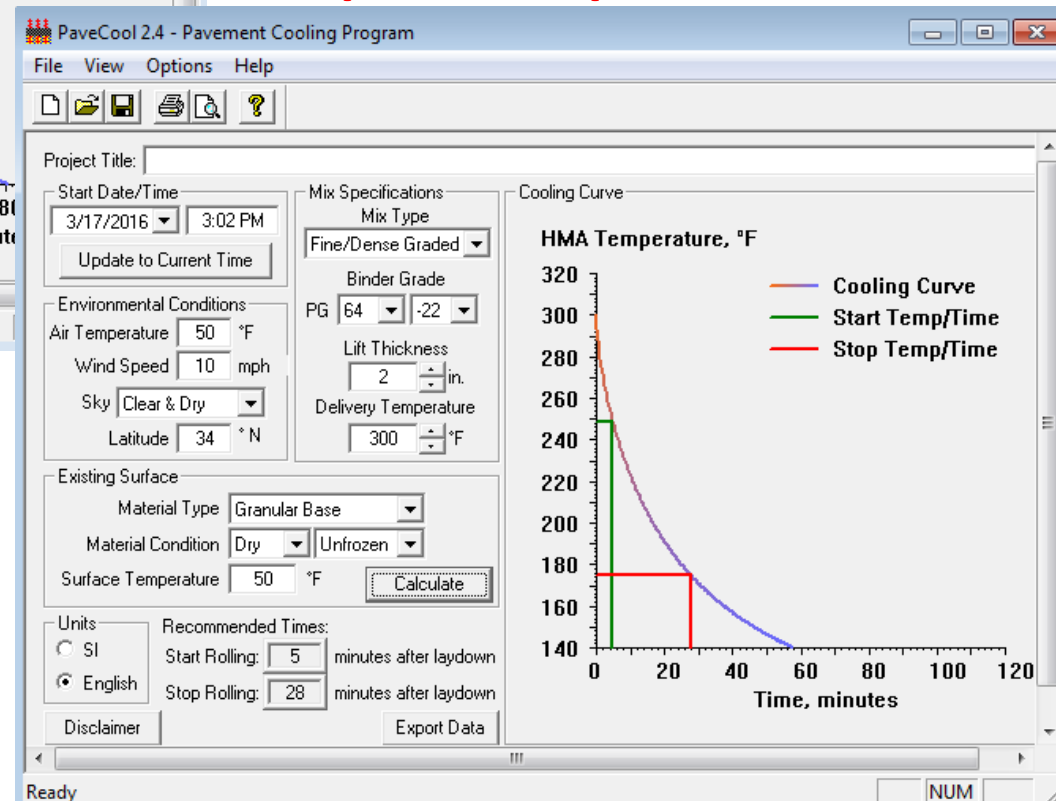 PaveCool 2.4 - Pavement Cooling Program
File View Options Help
Project Title:
Start Date/Time
3/17/2016 3:02 PM
Update to Current Time
Environmental Conditions
Air Temperature 50 °F
Wind Speed 10 mph
Sky Clear & Dry
Latitude 34 ° N
Mix Specifications
Mix Type
Fine/Dense Graded
Binder Grade
PG 64 -22
Lift Thickness
2 in.
Delivery Temperature
300 °F
Existing Surface
Material Type Granular Base
Material Condition Dry Unfrozen
Surface Temperature 50 °F Calculate
Units
SI
English
Recommended Times:
Start Rolling: 5 minutes after laydown
Stop Rolling: 28 minutes after laydown
Disclaimer Export Data
Cooling Curve
HMA Temperature, °F
Cooling Curve
Start Temp/Time
Stop Temp/Time
320
300
280
260
240
220
200
180
160
140
0 20 40 60 80 100 120
Time, minutes
Ready NUM